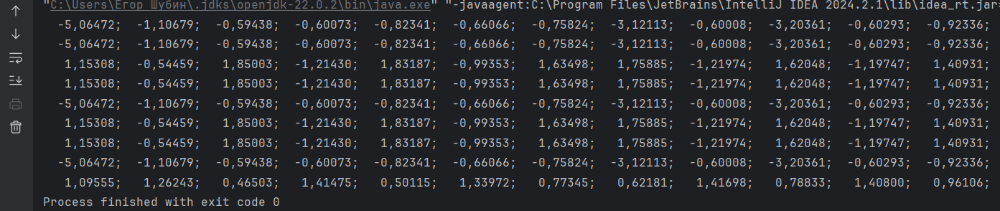 "C:\Users\Егор Шубин\.jdks\openjdk-22.0.2\bin\java.exe" "-javaagent:C:\Program Files\JetBrains\IntelliJ IDEA 2024.2.1\lib\idea_rt.jar=
-5,06472; -1,10679; -0,59438; -0,60073; -0,82341; -0,66066; -0,75824; -3,12113; -0,60008; -3,20361; -0,60293; -0,92336;
-5,06472; -1,10679; -0,59438; -0,60073; -0,82341; -0,66066; -0,75824; -3,12113; -0,60008; -3,20361; -0,60293; -0,92336;
1,15308; -0,54459; 1,85003; -1,21430; 1,83187; -0,99353; 1,63498; 1,75885; -1,21974; 1,62048; -1,19747; 1,40931;
1,15308; -0,54459; 1,85003; -1,21430; 1,83187; -0,99353; 1,63498; 1,75885; -1,21974; 1,62048; -1,19747; 1,40931;
-5,06472; -1,10679; -0,59438; -0,60073; -0,82341; -0,66066; -0,75824; -3,12113; -0,60008; -3,20361; -0,60293; -0,92336;
1,15308; -0,54459; 1,85003; -1,21430; 1,83187; -0,99353; 1,63498; 1,75885; -1,21974; 1,62048; -1,19747; 1,40931;
1,15308; -0,54459; 1,85003; -1,21430; 1,83187; -0,99353; 1,63498; 1,75885; -1,21974; 1,62048; -1,19747; 1,40931;
-5,06472; -1,10679; -0,59438; -0,60073; -0,82341; -0,66066; -0,75824; -3,12113; -0,60008; -3,20361; -0,60293; -0,92336;
1,09555; 1,26243; 0,46503; 1,41475; 0,50115; 1,33972; 0,77345; 0,62181; 1,41698; 0,78833; 1,40800; 0,96106;
Process finished with exit code 0